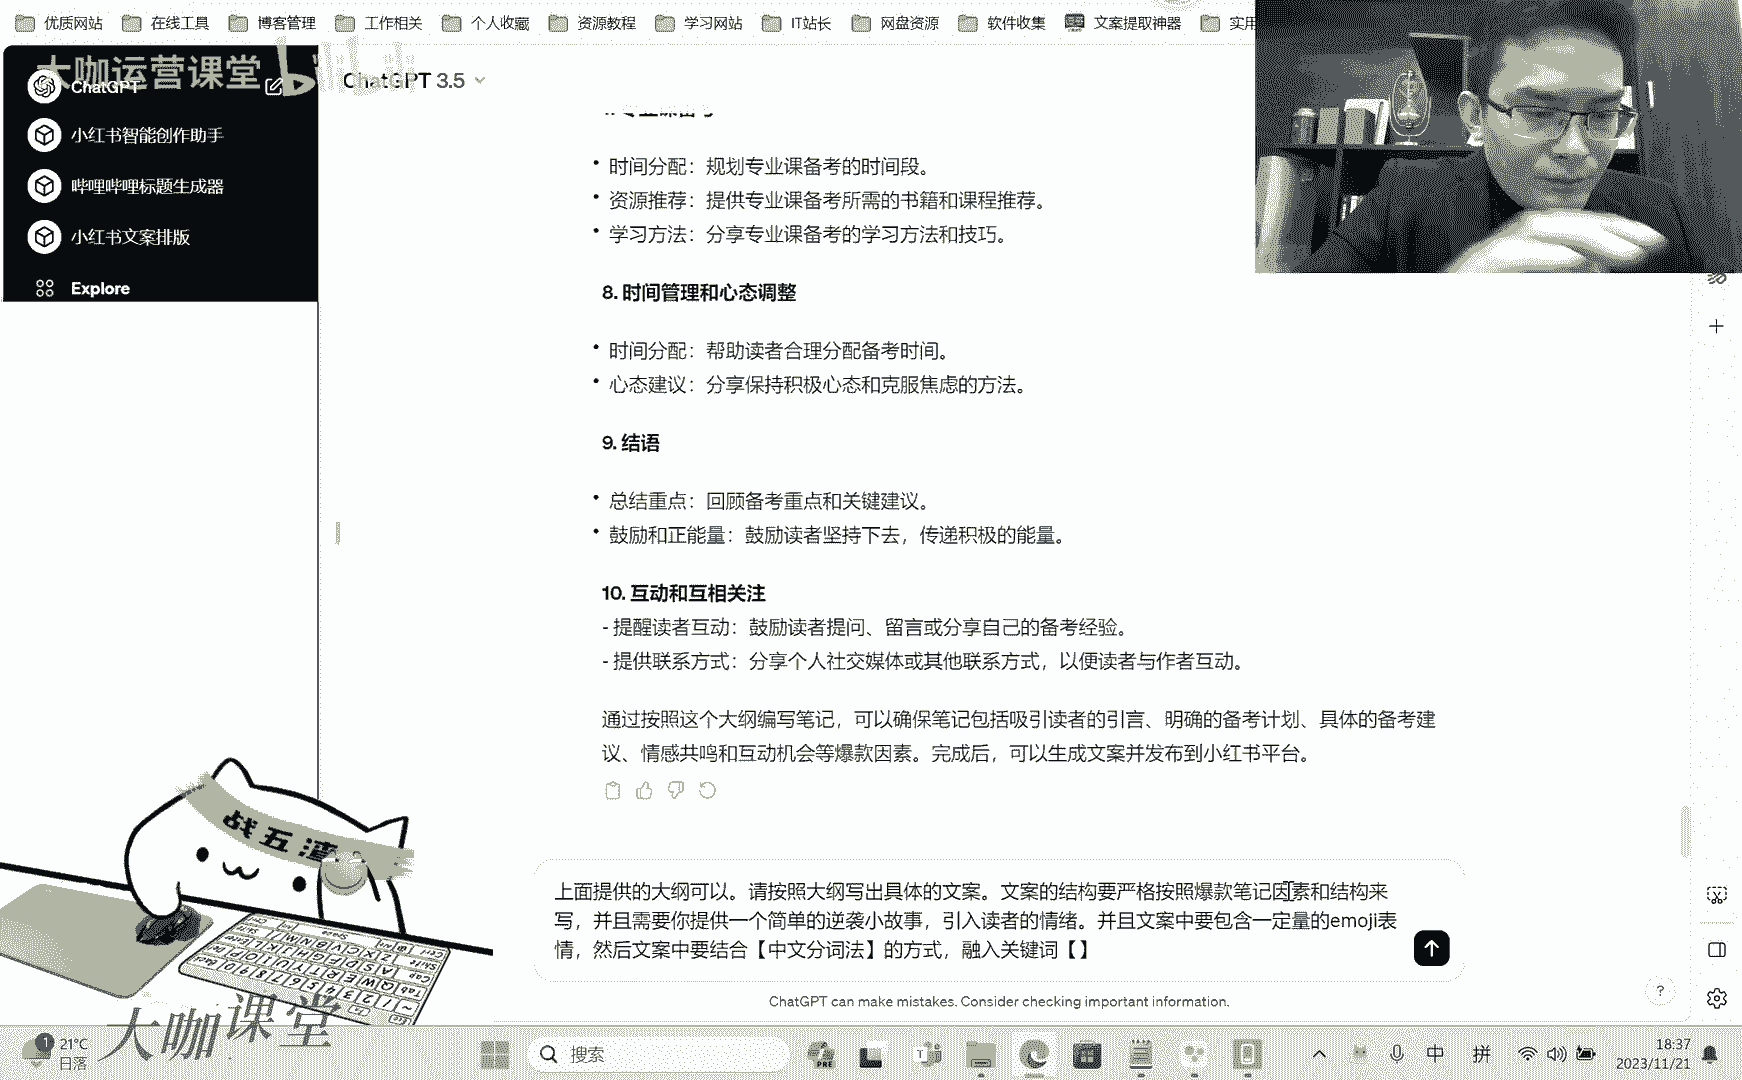 优质网站
在线工具
博客管理
工作相关
个人收藏
资源教程
学习网站
IT站长
网盘资源
软件收集
文案提取神器
实用
大咖运营课堂
ChatGPT
小红书智能创作助手
哔哩哔哩标题生成器
小红书文案排版
Explore
ChatGPT 3.5
• 时间分配：规划专业课备考的时间段。
• 资源推荐：提供专业课备考所需的书籍和课程推荐。
• 学习方法：分享专业课备考的学习方法和技巧。
8. 时间管理和心态调整
• 时间分配：帮助读者合理分配备考时间。
• 心态建议：分享保持积极心态和克服焦虑的方法。
9. 结语
• 总结重点：回顾备考重点和关键建议。
• 鼓励和正能量：鼓励读者坚持下去，传递积极的能量。
10. 互动和互相关注
- 提醒读者互动：鼓励读者提问、留言或分享自己的备考经验。
- 提供联系方式：分享个人社交媒体或其他联系方式，以便读者与作者互动。
通过按照这个大纲编写笔记，可以确保笔记包括吸引读者的引言、明确的备考计划、具体的备考建
议、情感共鸣和互动机会等爆款因素。完成后，可以生成文案并发布到小红书平台。
上面提供的大纲可以。请按照大纲写出具体的文案。文案的结构要严格按照爆款笔记因素和结构来
写，并且需要你提供一个简单的逆袭小故事，引入读者的情绪。并且文案中要包含一定量的emoji表
情，然后文案中要结合【中文分词法】的方式，融入关键词【】
ChatGPT can make mistakes. Consider checking important information.
?
战五渣
大咖课堂
1
21°C
日落
搜索
PRE
中
拼
18:37
2023/11/21